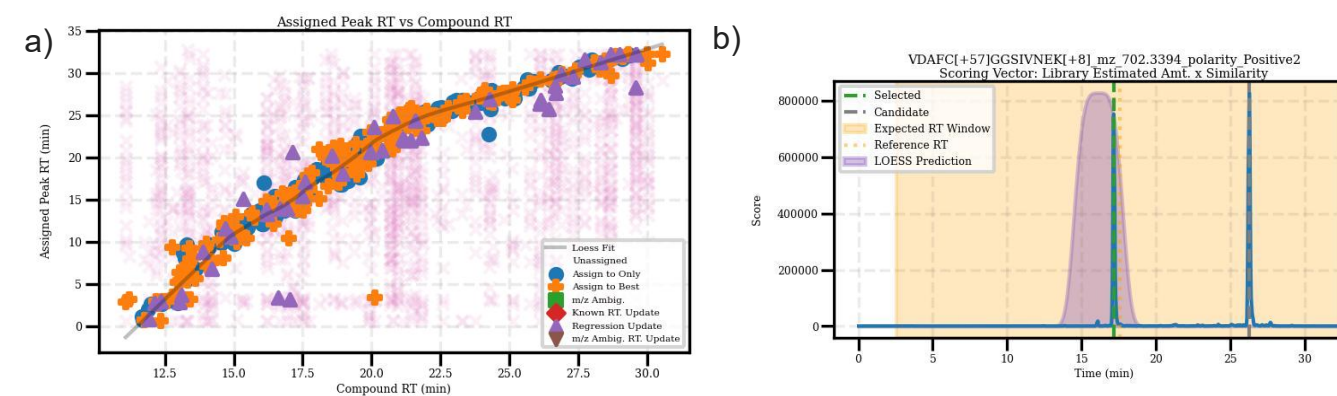 a)
Assigned Peak RT vs Compound RT
35
30
25
20
15
10
5
0
Assigned Peak RT (min)
12.5 15.0 17.5 20.0 22.5 25.0 27.5 30.0
Compound RT (min)
Loess Fit
Unassigned
Assign to Only
Assign to Best
m/z Ambig.
Known RT. Update
Regression Update
m/z Ambig. RT. Update
b)
VDAFC[+57]GGSIVNEK[+8]_mz_702.3394_polarity_Positive2
Scoring Vector: Library Estimated Amt. x Similarity
800000
600000
400000
200000
0
Score
Selected
Candidate
Expected RT Window
Reference RT
LOESS Prediction
0 5 10 15 20 25 30
Time (min)